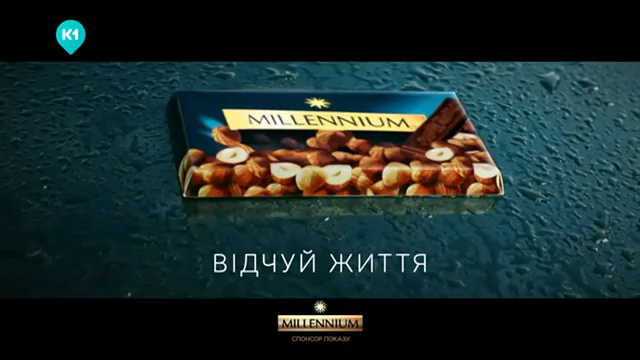 K1
MILLENNIUM
ВІДЧУЙ ЖИТТЯ
MILLENNIUM
СПОНСОР ПОКАЗУ